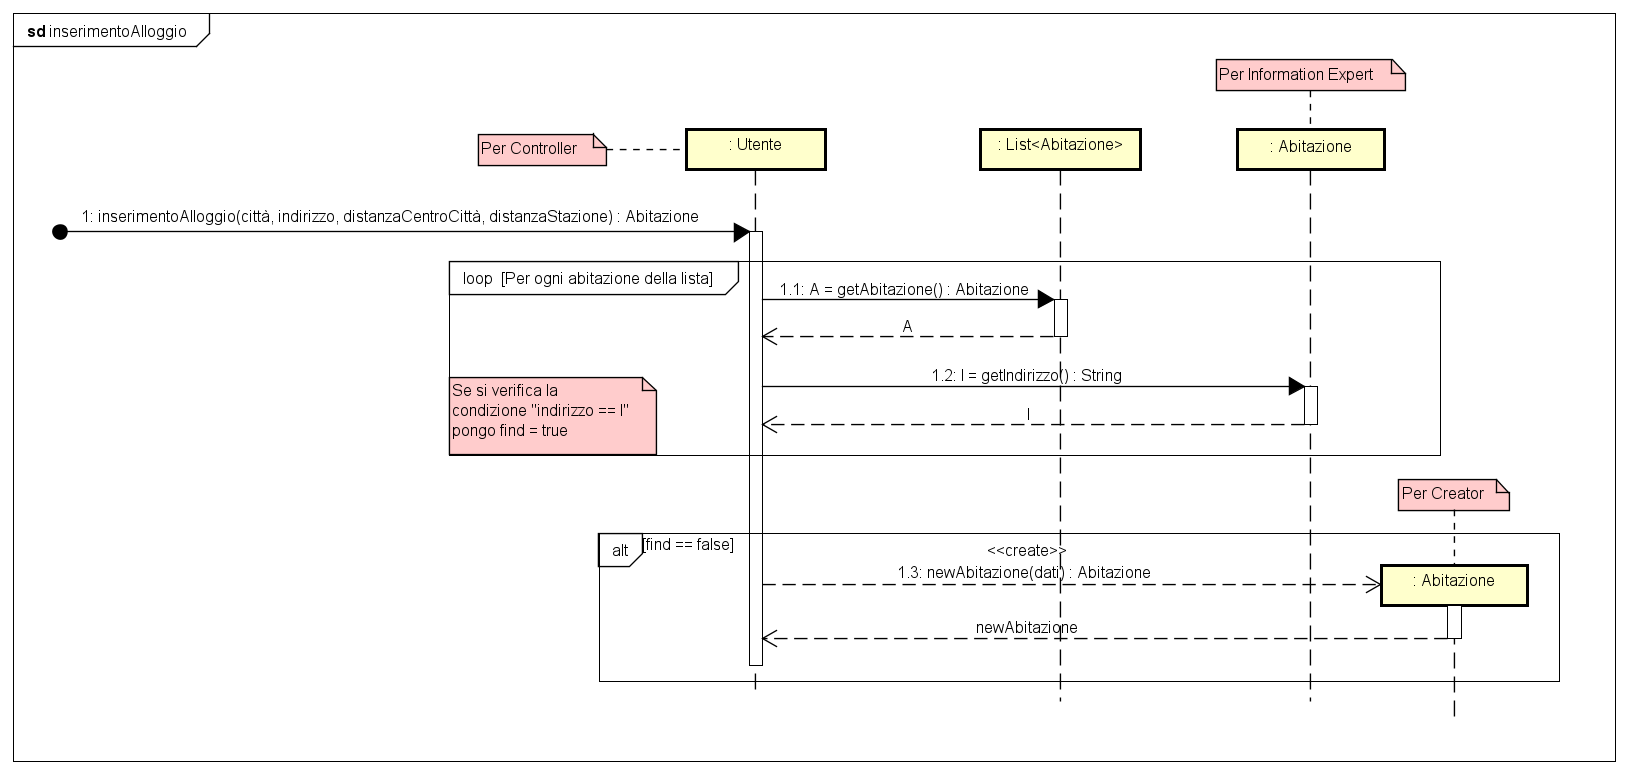 sd inserimentoAlloggio
Per Information Expert
Per Controller
: Utente
: List<Abitazione>
: Abitazione
1: inserimentoAlloggio(città, indirizzo, distanzaCentroCittà, distanzaStazione) : Abitazione
loop [Per ogni abitazione della lista]
1.1: A = getAbitazione() : Abitazione
A
1.2: I = getIndirizzo() : String
Se si verifica la
condizione "indirizzo == I"
pongo find = true
I
Per Creator
alt [find == false]
<<create>>
1.3: newAbitazione(dati) : Abitazione
: Abitazione
newAbitazione